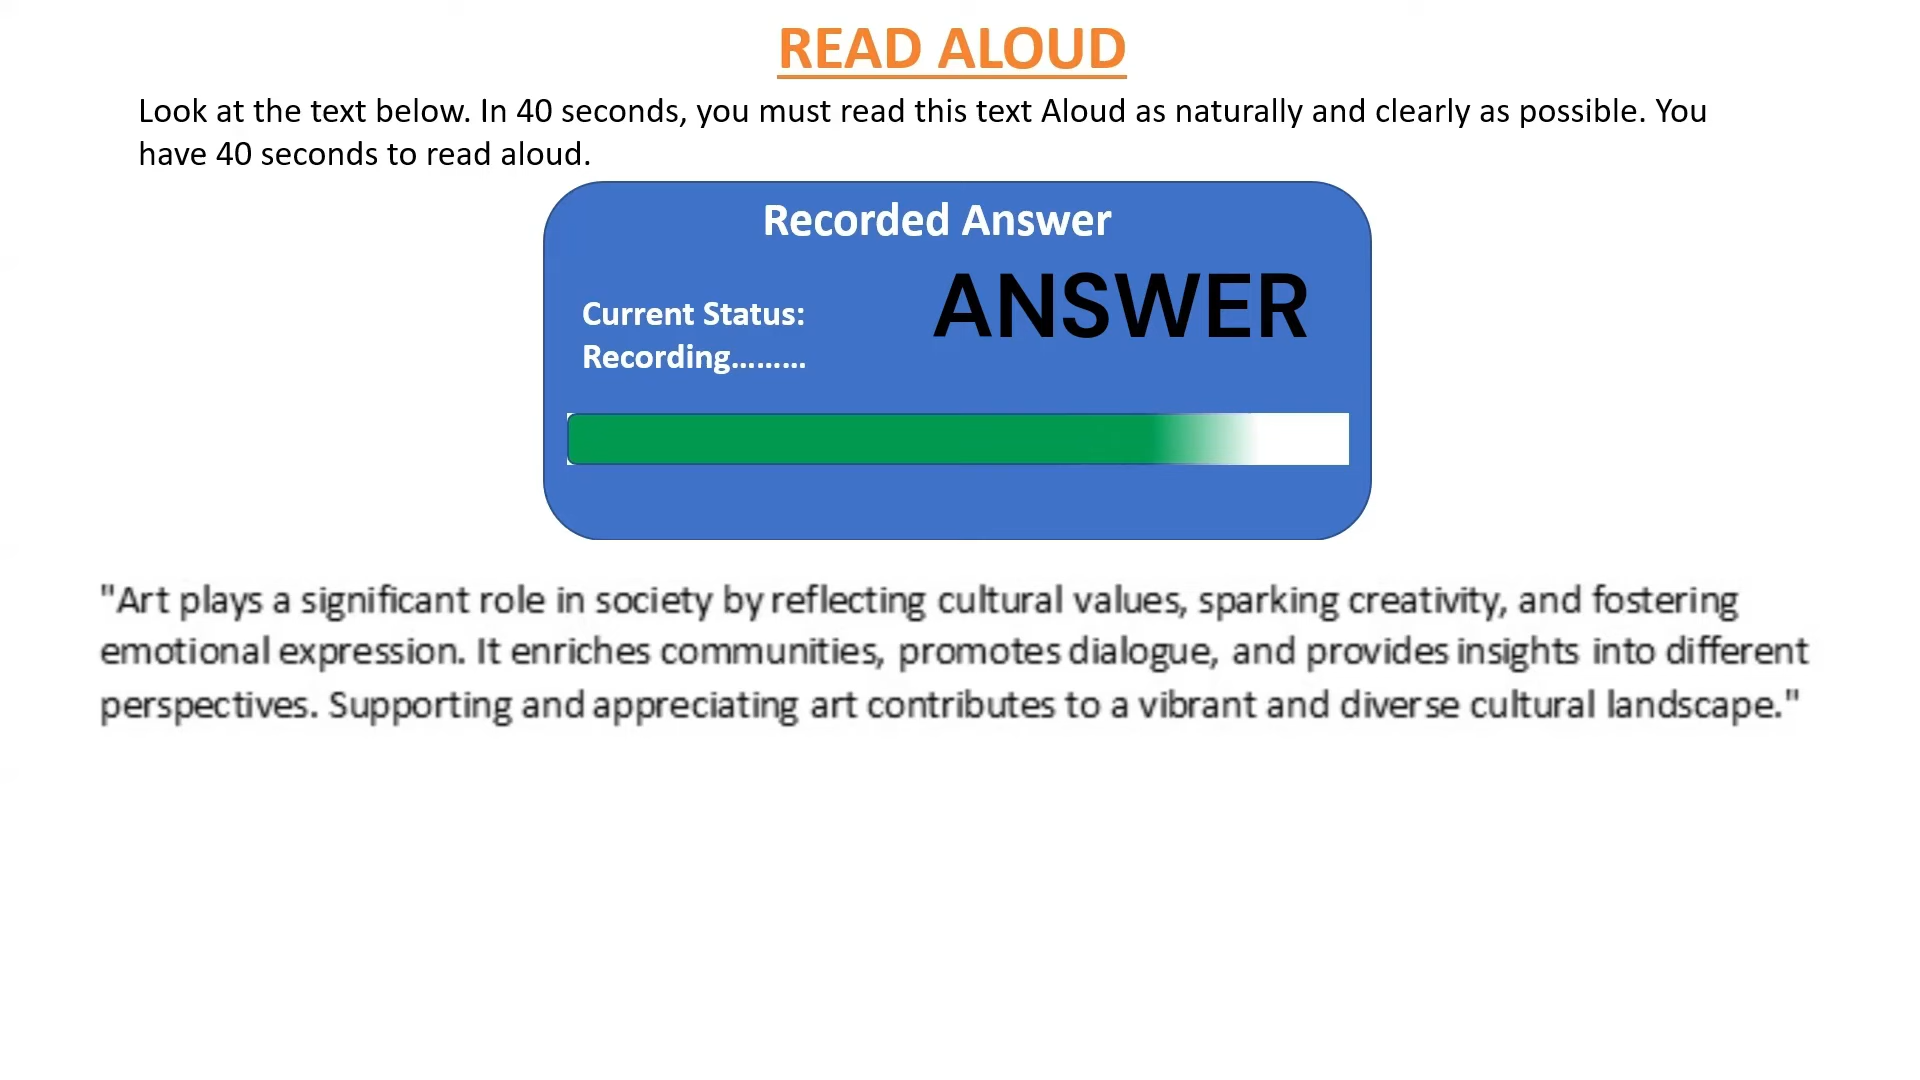 READ ALOUD
Look at the text below. In 40 seconds, you must read this text Aloud as naturally and clearly as possible. You
have 40 seconds to read aloud.
Recorded Answer
ANSWER
Current Status:
Recording.........
"Art plays a significant role in society by reflecting cultural values, sparking creativity, and fostering
emotional expression. It enriches communities, promotes dialogue, and provides insights into different
perspectives. Supporting and appreciating art contributes to a vibrant and diverse cultural landscape."